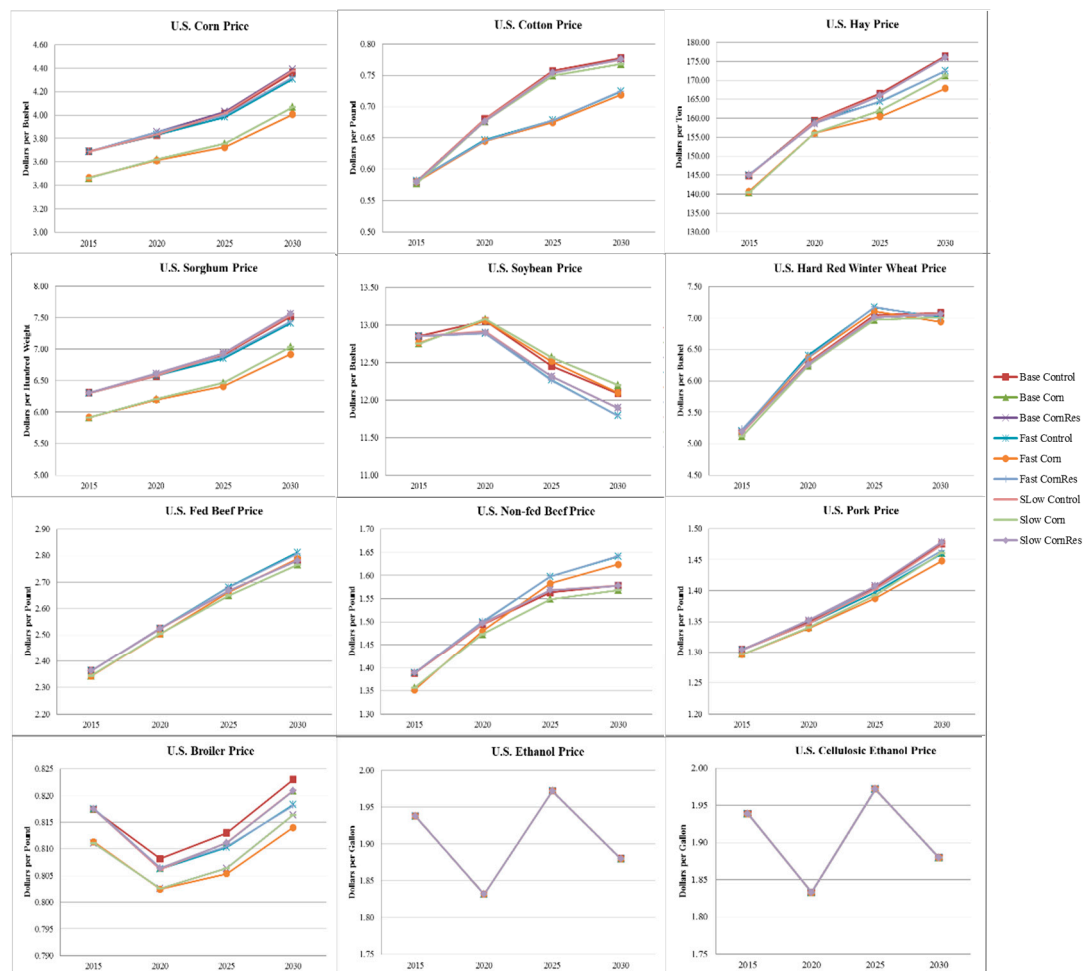 U.S. Corn Price
Dollars per Bushel
4.60
4.40
4.20
4.00
3.80
3.60
3.40
3.20
3.00
2015 2020 2025 2030
U.S. Cotton Price
Dollars per Pound
0.80
0.75
0.70
0.65
0.60
0.55
0.50
2015 2020 2025 2030
U.S. Hay Price
Dollars per Ton
180.00
175.00
170.00
165.00
160.00
155.00
150.00
145.00
140.00
135.00
130.00
2015 2020 2025 2030
U.S. Sorghum Price
Dollars per Hundred Weight
8.00
7.50
7.00
6.50
6.00
5.50
5.00
2015 2020 2025 2030
U.S. Soybean Price
Dollars per Bushel
13.50
13.00
12.50
12.00
11.50
11.00
2015 2020 2025 2030
U.S. Hard Red Winter Wheat Price
Dollars per Bushel
7.50
7.00
6.50
6.00
5.50
5.00
4.50
2015 2020 2025 2030
U.S. Fed Beef Price
Dollars per Pound
2.90
2.80
2.70
2.60
2.50
2.40
2.30
2.20
2015 2020 2025 2030
U.S. Non-fed Beef Price
Dollars per Pound
1.70
1.65
1.60
1.55
1.50
1.45
1.40
1.35
1.30
2015 2020 2025 2030
U.S. Pork Price
Dollars per Pound
1.50
1.45
1.40
1.35
1.30
1.25
1.20
2015 2020 2025 2030
U.S. Broiler Price
Dollars per Pound
0.825
0.820
0.815
0.810
0.805
0.800
0.795
0.790
2015 2020 2025 2030
U.S. Ethanol Price
Dollars per Gallon
2.00
1.95
1.90
1.85
1.80
1.75
2015 2020 2025 2030
U.S. Cellulosic Ethanol Price
Dollars per Gallon
2.00
1.95
1.90
1.85
1.80
1.75
2015 2020 2025 2030
Base Control
Base Corn
Base CornRes
Fast Control
Fast Corn
Fast CornRes
SLow Control
Slow Corn
Slow CornRes